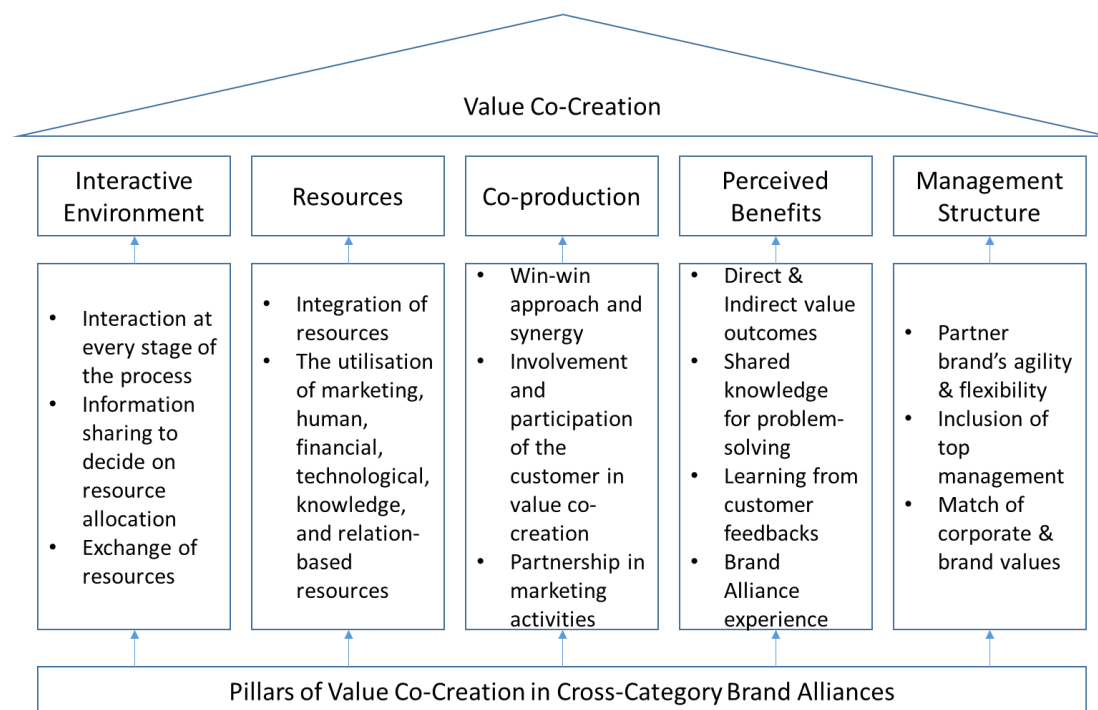 Value Co-Creation
Interactive
Environment
Resources
Co-production
Perceived
Benefits
Management
Structure
• Interaction at
every stage of
the process
• Information
sharing to
decide on
resource
allocation
• Exchange of
resources
• Integration of
resources
• The utilisation
of marketing,
human,
financial,
technological,
knowledge,
and relation-
based
resources
• Win-win
approach and
synergy
• Involvement
and
participation
of the
customer in
value co-
creation
• Partnership in
marketing
activities
• Direct &
Indirect value
outcomes
• Shared
knowledge
for problem-
solving
• Learning from
customer
feedbacks
• Brand
Alliance
experience
• Partner
brand’s agility
& flexibility
• Inclusion of
top
management
• Match of
corporate &
brand values
Pillars of Value Co-Creation in Cross-Category Brand Alliances